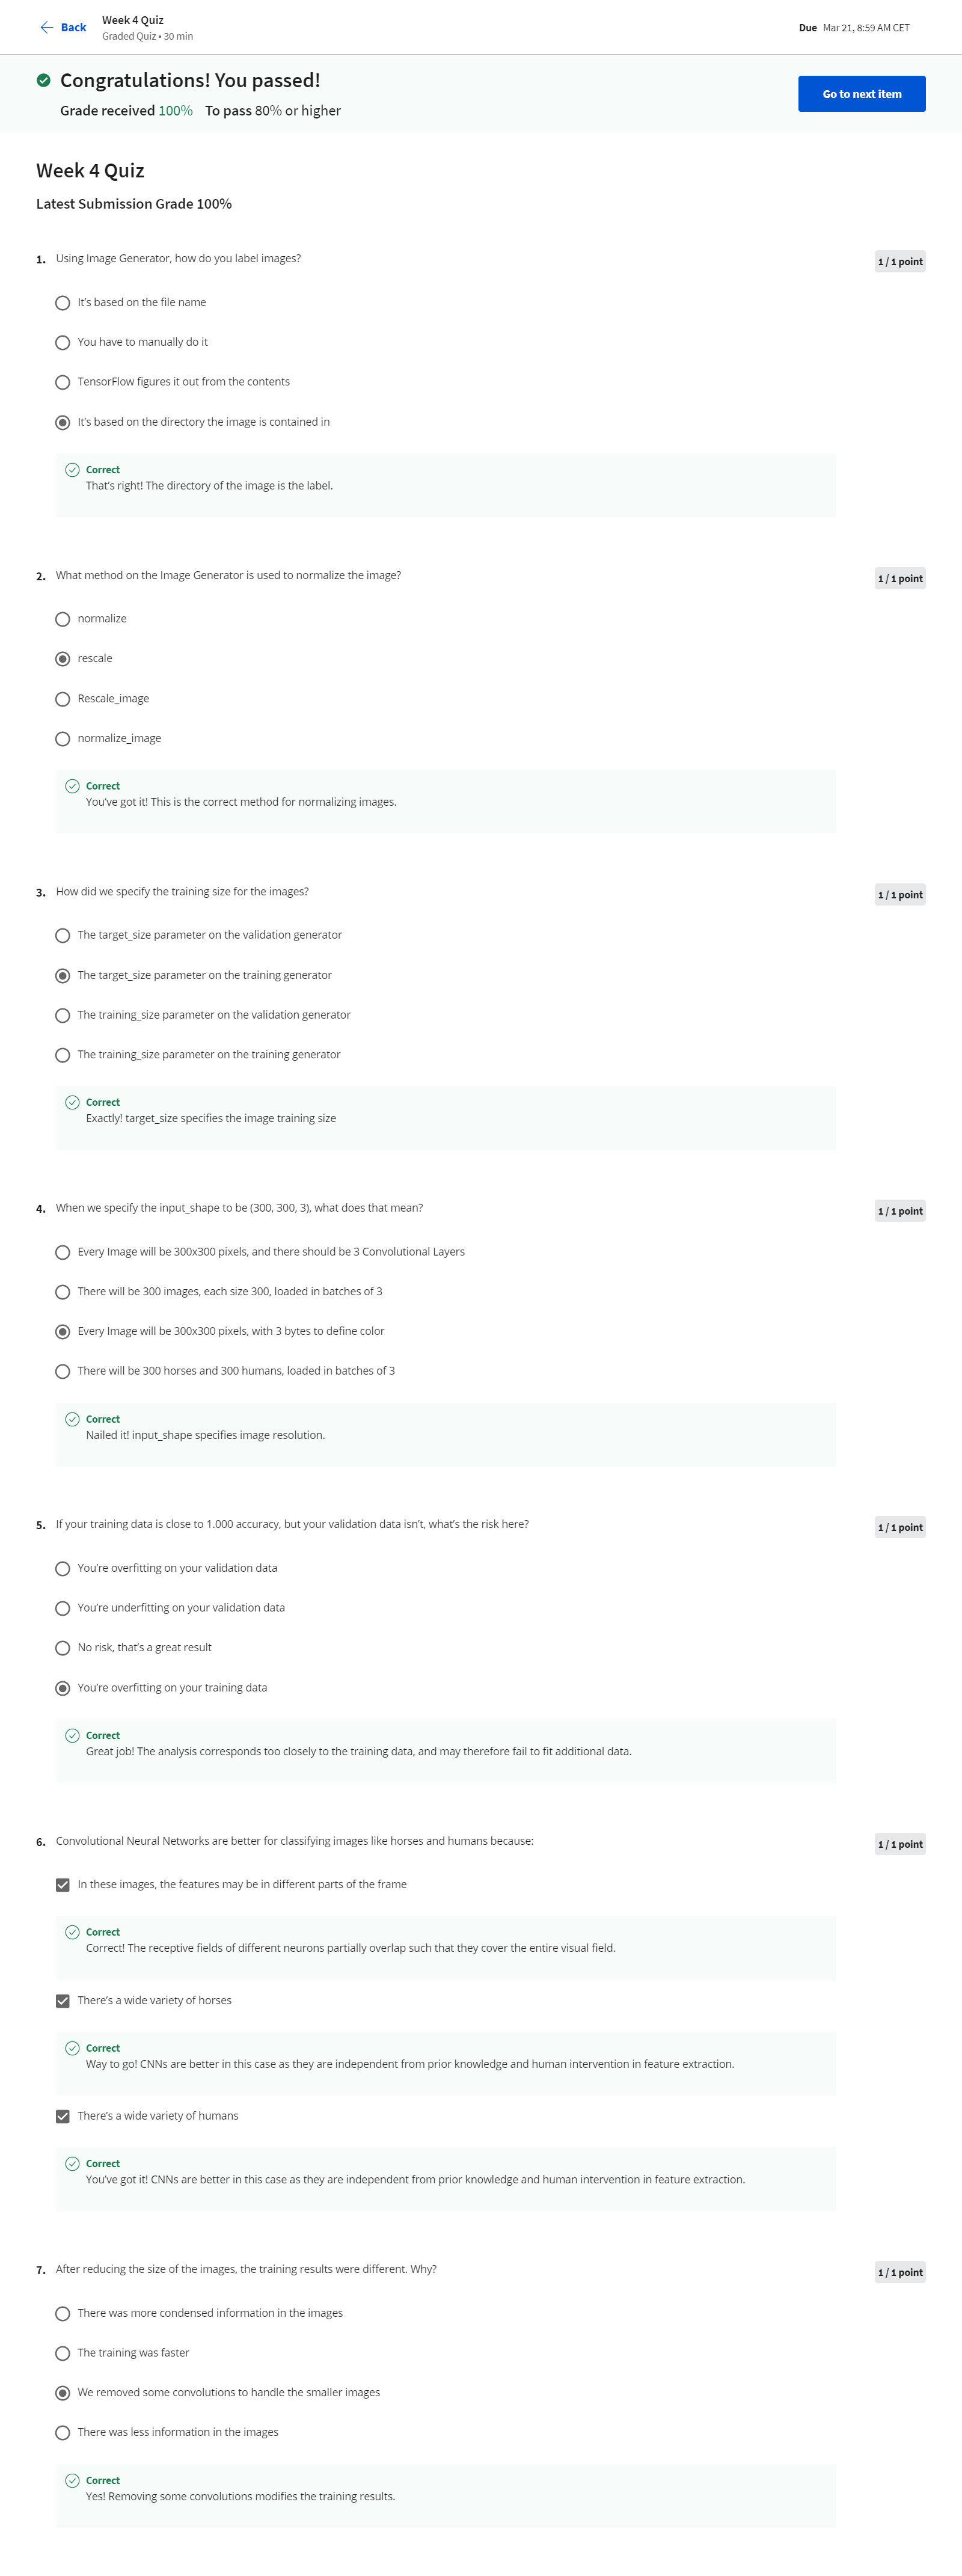 Back
Week 4 Quiz
Graded Quiz • 30 min
Due Mar 21, 8:59 AM CET
Congratulations! You passed!
Grade received 100% To pass 80% or higher
Go to next item
Week 4 Quiz
Latest Submission Grade 100%
1. Using Image Generator, how do you label images?
1 / 1 point
It's based on the file name
You have to manually do it
TensorFlow figures it out from the contents
It's based on the directory the image is contained in
Correct
That's right! The directory of the image is the label.
2. What method on the Image Generator is used to normalize the image?
1 / 1 point
normalize
rescale
Rescale_image
normalize_image
Correct
You've got it! This is the correct method for normalizing images.
3. How did we specify the training size for the images?
1 / 1 point
The target_size parameter on the validation generator
The target_size parameter on the training generator
The training_size parameter on the validation generator
The training_size parameter on the training generator
Correct
Exactly! target_size specifies the image training size
4. When we specify the input_shape to be (300, 300, 3), what does that mean?
1 / 1 point
Every Image will be 300x300 pixels, and there should be 3 Convolutional Layers
There will be 300 images, each size 300, loaded in batches of 3
Every Image will be 300x300 pixels, with 3 bytes to define color
There will be 300 horses and 300 humans, loaded in batches of 3
Correct
Nailed it! input_shape specifies image resolution.
5. If your training data is close to 1.000 accuracy, but your validation data isn't, what's the risk here?
1 / 1 point
You're overfitting on your validation data
You're underfitting on your validation data
No risk, that's a great result
You're overfitting on your training data
Correct
Great job! The analysis corresponds too closely to the training data, and may therefore fail to fit additional data.
6. Convolutional Neural Networks are better for classifying images like horses and humans because:
1 / 1 point
In these images, the features may be in different parts of the frame
Correct
Correct! The receptive fields of different neurons partially overlap such that they cover the entire visual field.
There's a wide variety of horses
Correct
Way to go! CNNs are better in this case as they are independent from prior knowledge and human intervention in feature extraction.
There's a wide variety of humans
Correct
You've got it! CNNs are better in this case as they are independent from prior knowledge and human intervention in feature extraction.
7. After reducing the size of the images, the training results were different. Why?
1 / 1 point
There was more condensed information in the images
The training was faster
We removed some convolutions to handle the smaller images
There was less information in the images
Correct
Yes! Removing some convolutions modifies the training results.